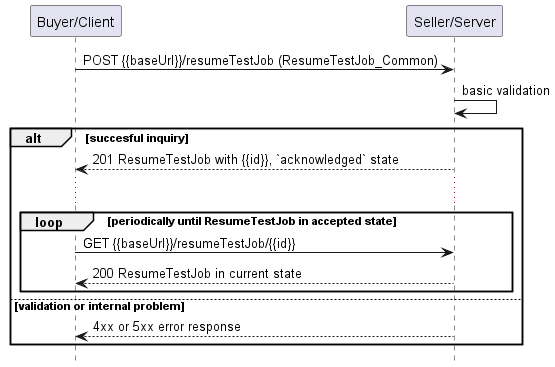 Buyer/Client
Seller/Server
POST {{baseUrl}}/resumeTestJob (ResumeTestJob_Common)
basic validation
alt
[succesful inquiry]
201 ResumeTestJob with {{id}}, `acknowledged` state
loop
[periodically until ResumeTestJob in accepted state]
GET {{baseUrl}}/resumeTestJob/{{id}}
200 ResumeTestJob in current state
[validation or internal problem]
4xx or 5xx error response